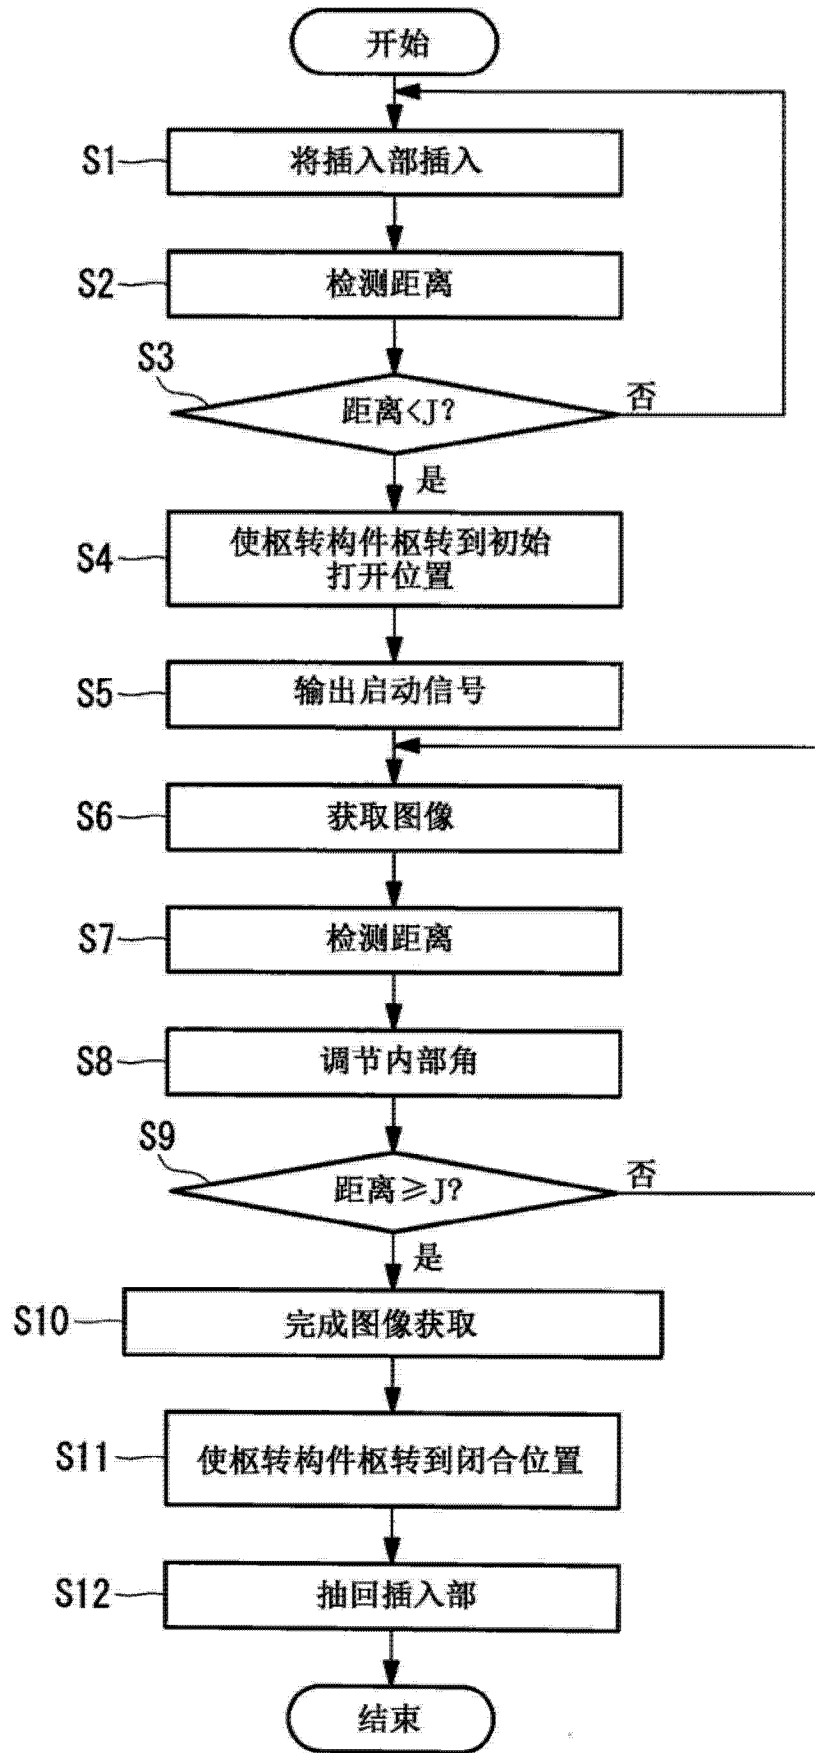 开始
S1
将插入部插入
S2
检测距离
S3
距离<J?
否
是
S4
使枢转构件枢转到初始
打开位置
S5
输出启动信号
S6
获取图像
S7
检测距离
S8
调节内部角
S9
距离≥J?
否
是
S10
完成图像获取
S11
使枢转构件枢转到闭合位置
S12
抽回插入部
结束